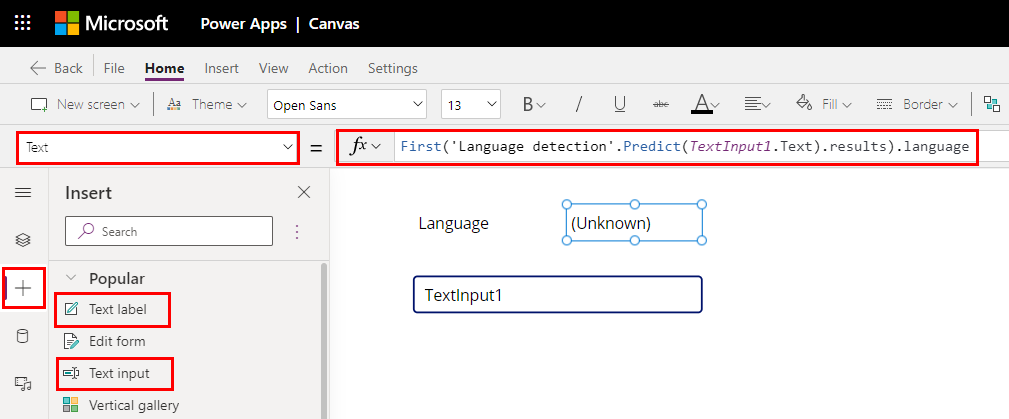 Microsoft Power Apps | Canvas
Back File Home Insert View Action Settings
New screen Aa Theme Open Sans 13 B / U abc A Fill Border
Text = fx First('Language detection'.Predict(TextInput1.Text).results).language
Insert
Search
Popular
Text label
Edit form
Text input
Vertical gallery
Language (Unknown)
TextInput1